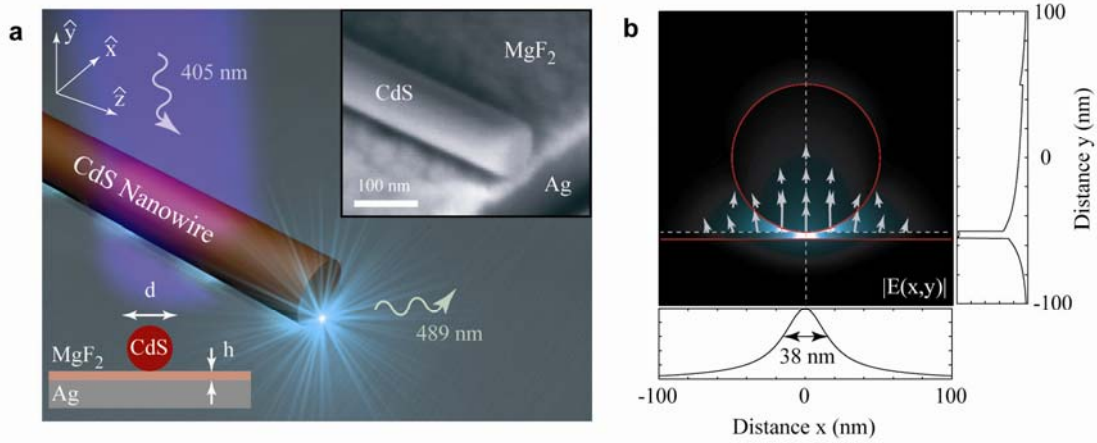 a
ŷ
x̂
ẑ
405 nm
CdS Nanowire
489 nm
d
CdS
h
MgF₂
Ag
MgF₂
CdS
Ag
100 nm
b
|E(x,y)|
38 nm
-100
0
100
Distance x (nm)
100
0
-100
Distance y (nm)